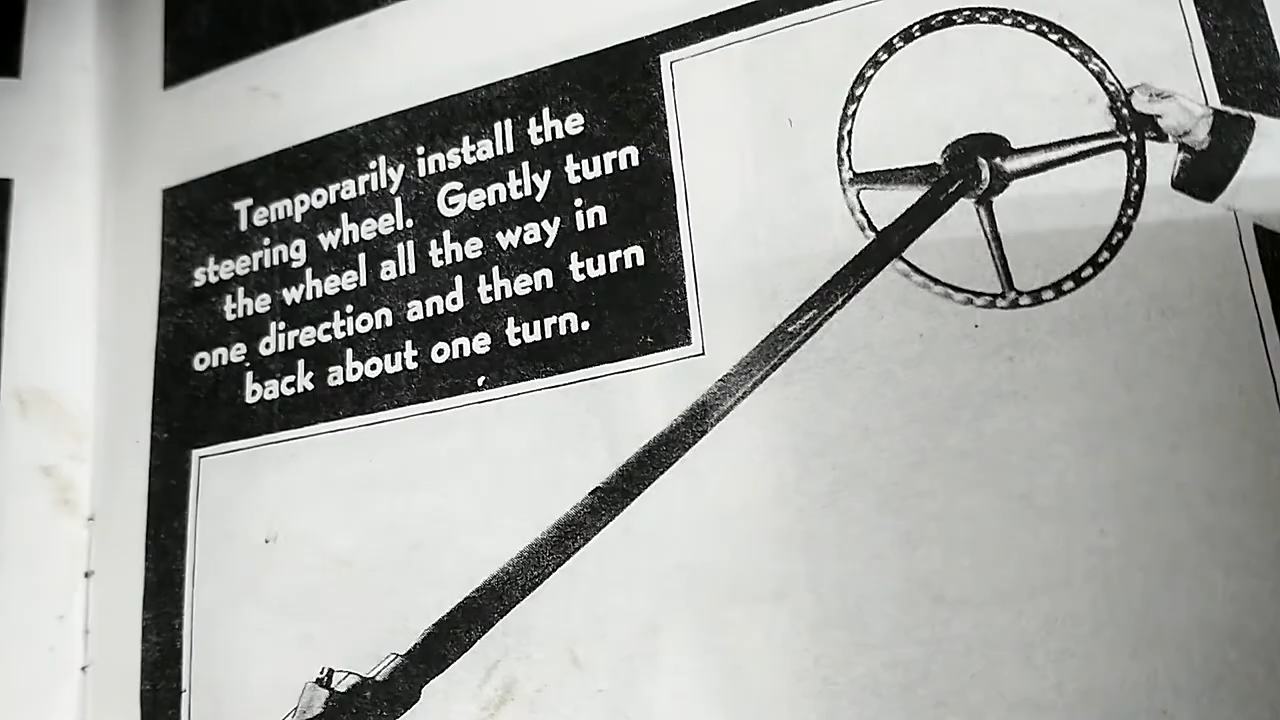 Temporarily install the
steering wheel. Gently turn
the wheel all the way in
one direction and then turn
back about one turn.